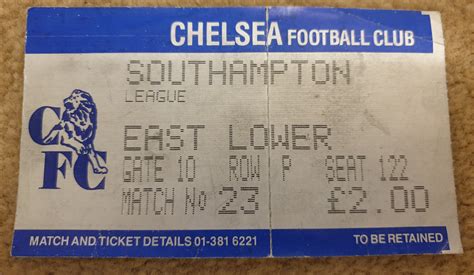 CHELSEA FOOTBALL CLUB
SOUTHAMPTON
LEAGUE
CFC
EAST LOWER
GATE 10 ROW P SEAT 122
MATCH No 23 £2.00
MATCH AND TICKET DETAILS 01-381 6221 TO BE RETAINED